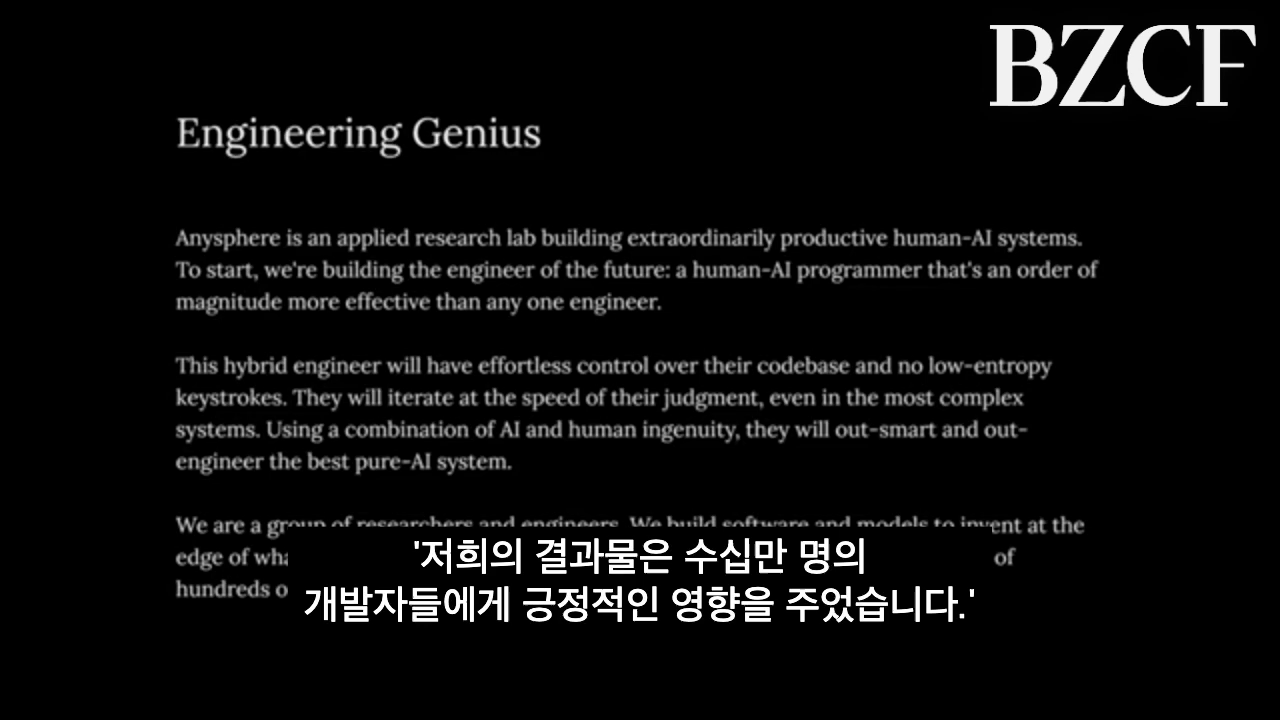 BZCF
Engineering Genius
Anysphere is an applied research lab building extraordinarily productive human-AI systems.
To start, we're building the engineer of the future: a human-AI programmer that's an order of
magnitude more effective than any one engineer.
This hybrid engineer will have effortless control over their codebase and no low-entropy
keystrokes. They will iterate at the speed of their judgment, even in the most complex
systems. Using a combination of AI and human ingenuity, they will out-smart and out-
engineer the best pure-AI system.
We are a group of researchers and engineers. We build software and models to invent at the
edge of of
hundreds
'저희의 결과물은 수십만 명의
개발자들에게 긍정적인 영향을 주었습니다.'